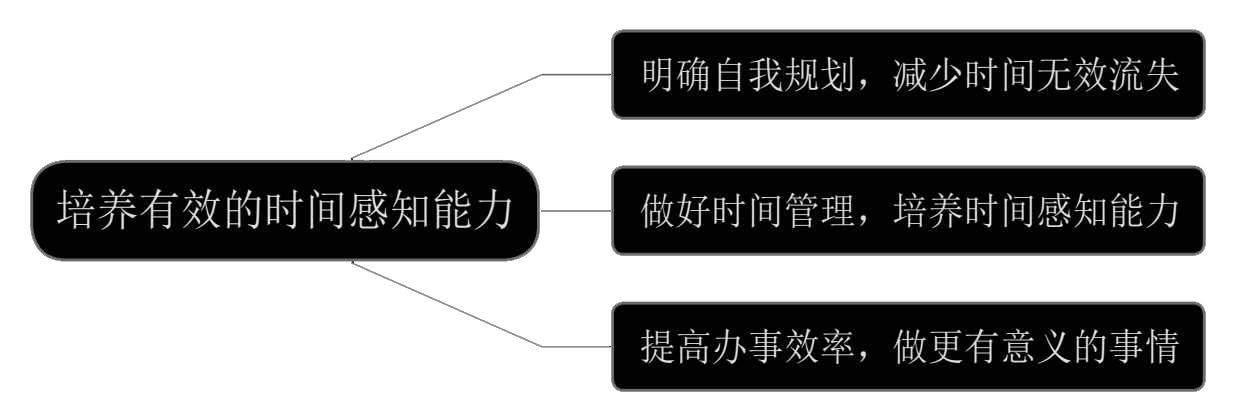 培养有效的时间感知能力
明确自我规划，减少时间无效流失
做好时间管理，培养时间感知能力
提高办事效率，做更有意义的事情